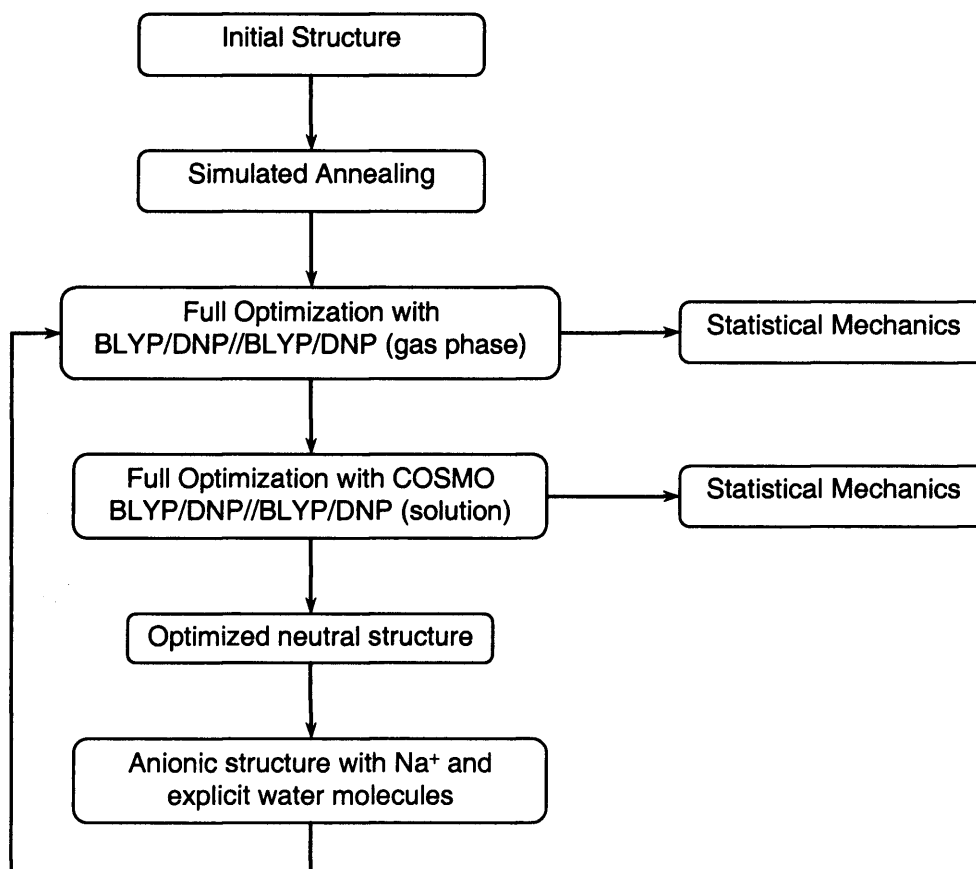 Initial Structure
Simulated Annealing
Full Optimization with
BLYP/DNP//BLYP/DNP (gas phase)
Statistical Mechanics
Full Optimization with COSMO
BLYP/DNP//BLYP/DNP (solution)
Statistical Mechanics
Optimized neutral structure
Anionic structure with Na⁺ and
explicit water molecules